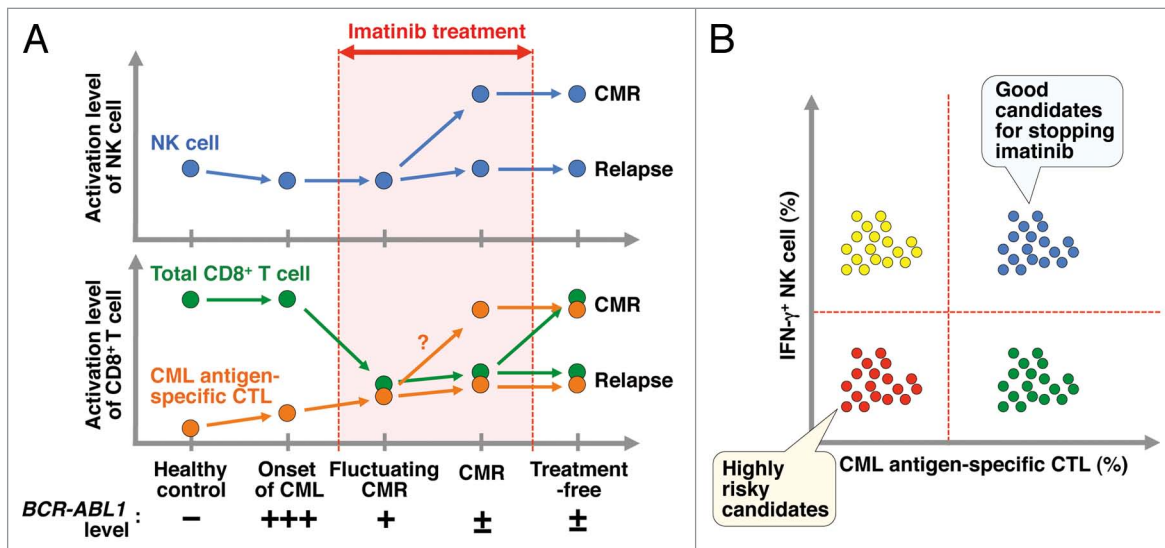 A
Imatinib treatment
Activation level
of NK cell
NK cell
CMR
Relapse
Activation level
of CD8⁺ T cell
Total CD8⁺ T cell
CML antigen-
specific CTL
?
CMR
Relapse
Healthy
control
Onset
of CML
Fluctuating
CMR
CMR
Treatment
-free
BCR-ABL1
level :
− +++ + ± ±
B
Good
candidates
for stopping
imatinib
IFN-γ⁺ NK cell (%)
CML antigen-specific CTL (%)
Highly
risky
candidates